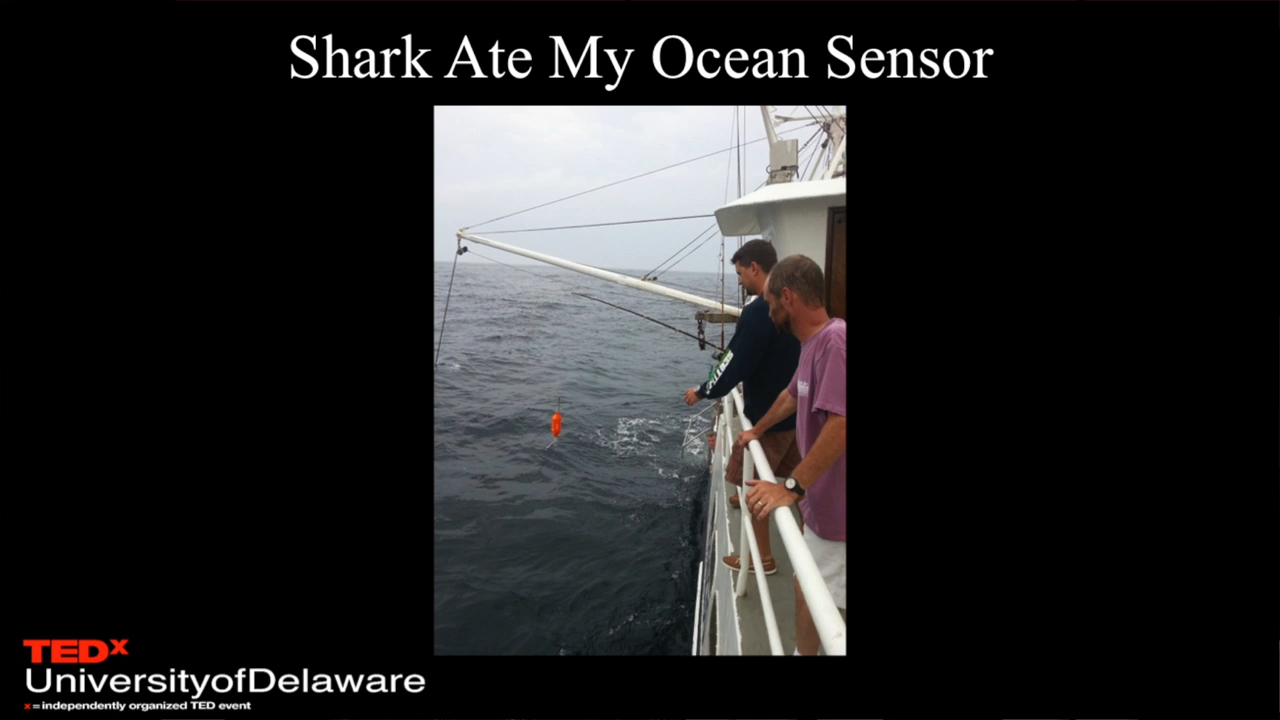 Shark Ate My Ocean Sensor
TEDx
UniversityofDelaware
x = independently organized TED event